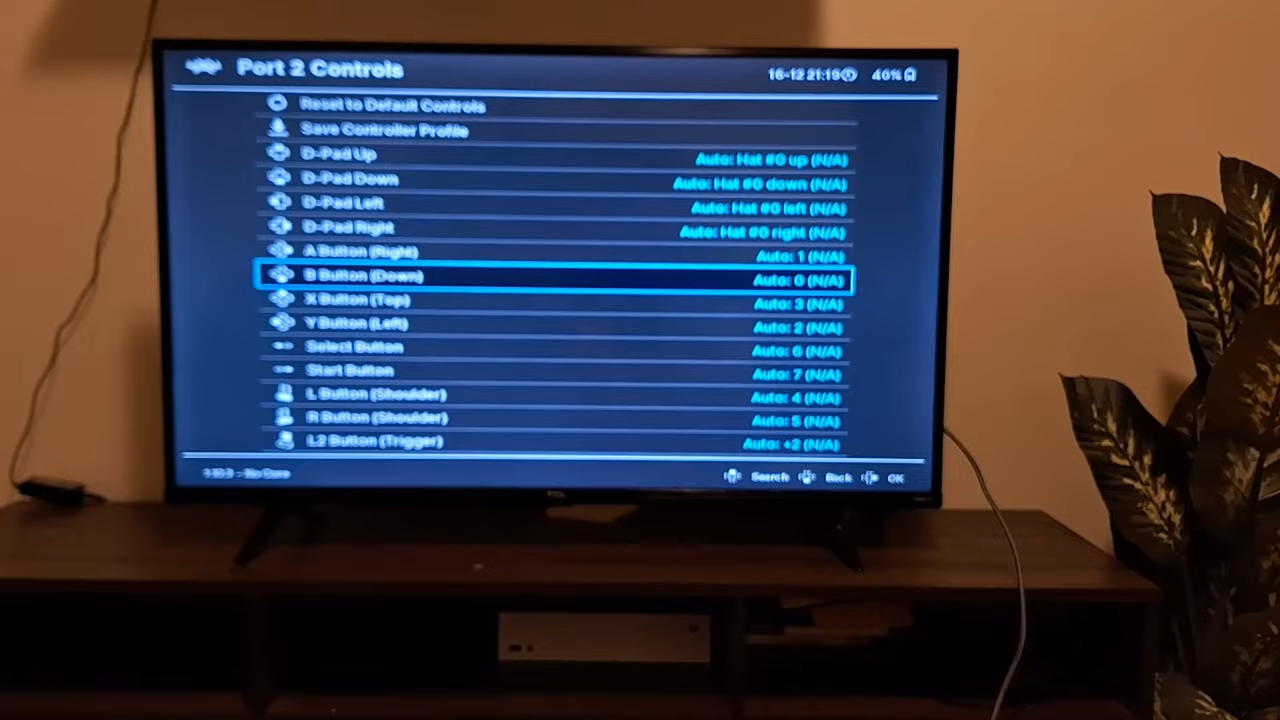 Port 2 Controls
16-12 21:19 40%
Reset to Default Controls
Save Controller Profile
D-Pad Up Auto: Hat #0 up (N/A)
D-Pad Down Auto: Hat #0 down (N/A)
D-Pad Left Auto: Hat #0 left (N/A)
D-Pad Right Auto: Hat #0 right (N/A)
A Button (Right) Auto: 1 (N/A)
B Button (Down) Auto: 0 (N/A)
X Button (Top) Auto: 3 (N/A)
Y Button (Left) Auto: 2 (N/A)
Select Button Auto: 6 (N/A)
Start Button Auto: 7 (N/A)
L Button (Shoulder) Auto: 4 (N/A)
R Button (Shoulder) Auto: 5 (N/A)
L2 Button (Trigger) Auto: +2 (N/A)
- No Core Search Back OK
TCL